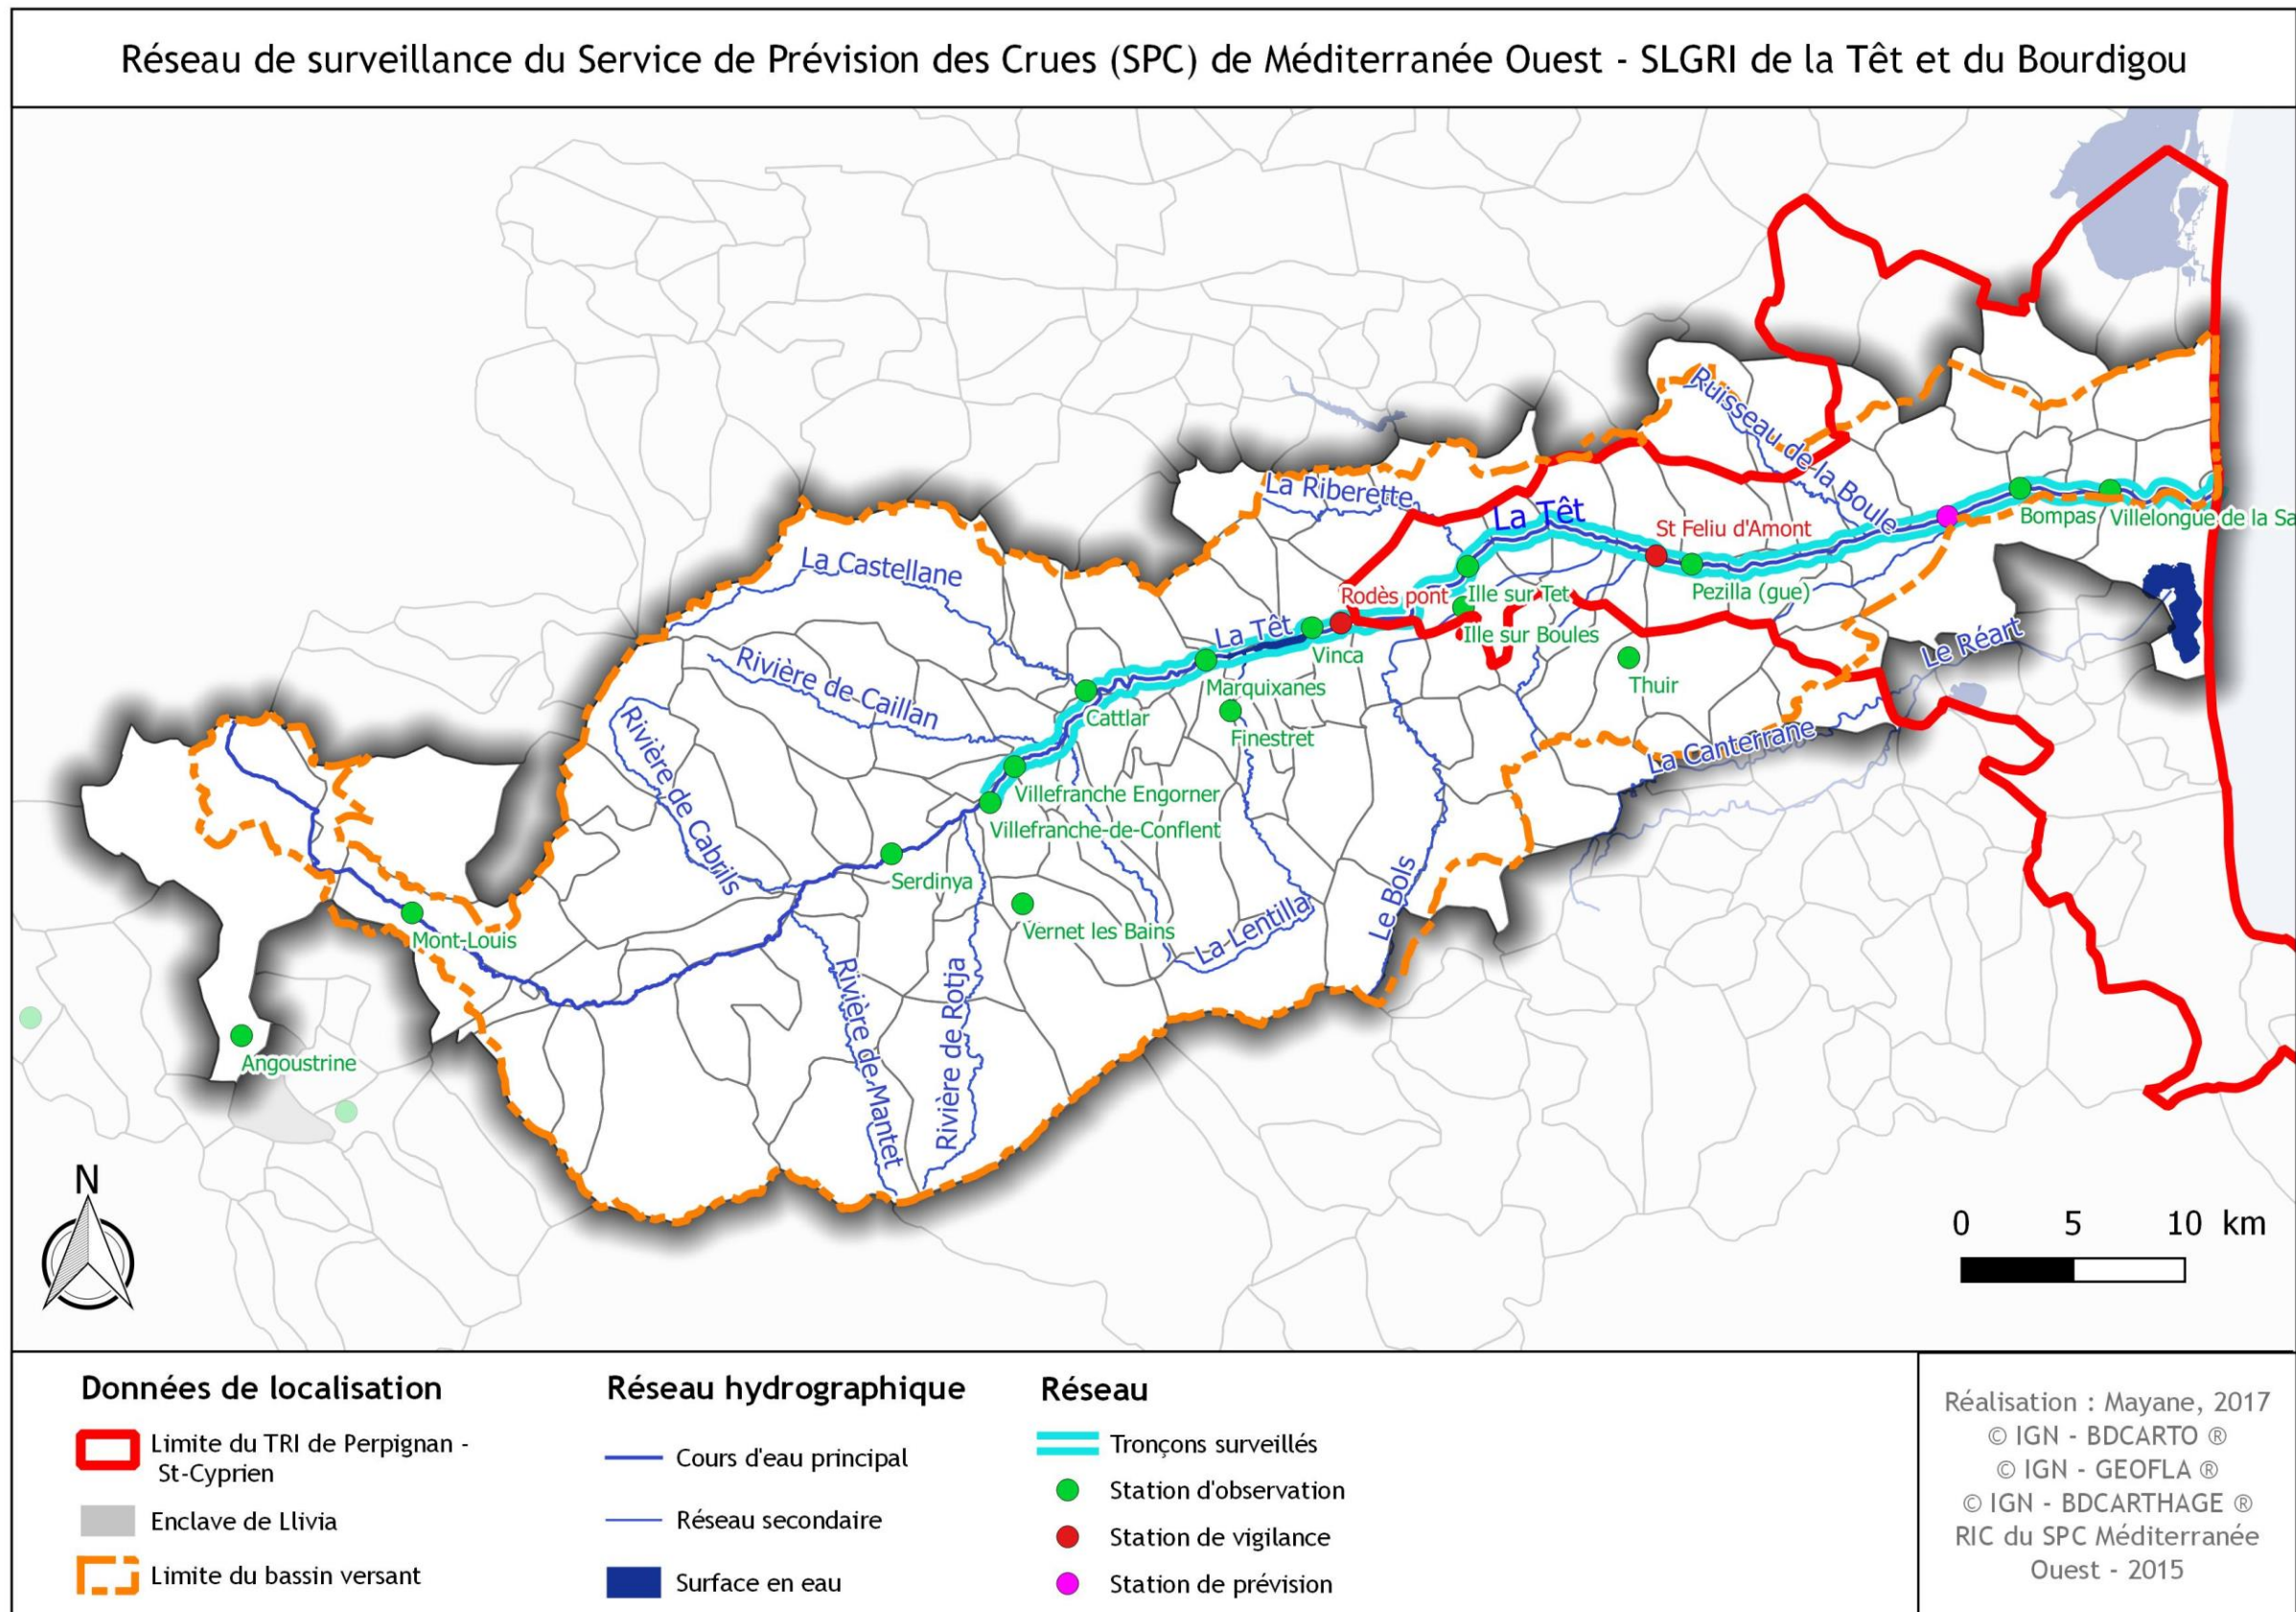 Réseau de surveillance du Service de Prévision des Crues (SPC) de Méditerranée Ouest - SLGRI de la Têt et du Bourdigou
Ruisseau de la Boule
La Riberette
La Têt
St Feliu d'Amont
Bompas
Villelongue de la Sa
La Castellane
Rodès pont
Ille sur Tet
Pezilla (gue)
La Têt
Ille sur Boules
Le Réart
Vinca
Rivière de Caillan
Marquixanes
Thuir
Cattlar
Finestret
Rivière de Cabrils
La Canterrane
Villefranche Engorner
Villefranche-de-Conflent
Serdinya
Le Bols
Mont-Louis
Vernet les Bains
La Lentilla
Rivière de Mantet
Rivière de Rotja
Angoustrine
N
0 5 10 km
Données de localisation
Limite du TRI de Perpignan -
St-Cyprien
Enclave de Llivia
Limite du bassin versant
Réseau hydrographique
Cours d'eau principal
Réseau secondaire
Surface en eau
Réseau
Tronçons surveillés
Station d'observation
Station de vigilance
Station de prévision
Réalisation : Mayane, 2017
© IGN - BDCARTO ®
© IGN - GEOFLA ®
© IGN - BDCARTHAGE ®
RIC du SPC Méditerranée
Ouest - 2015